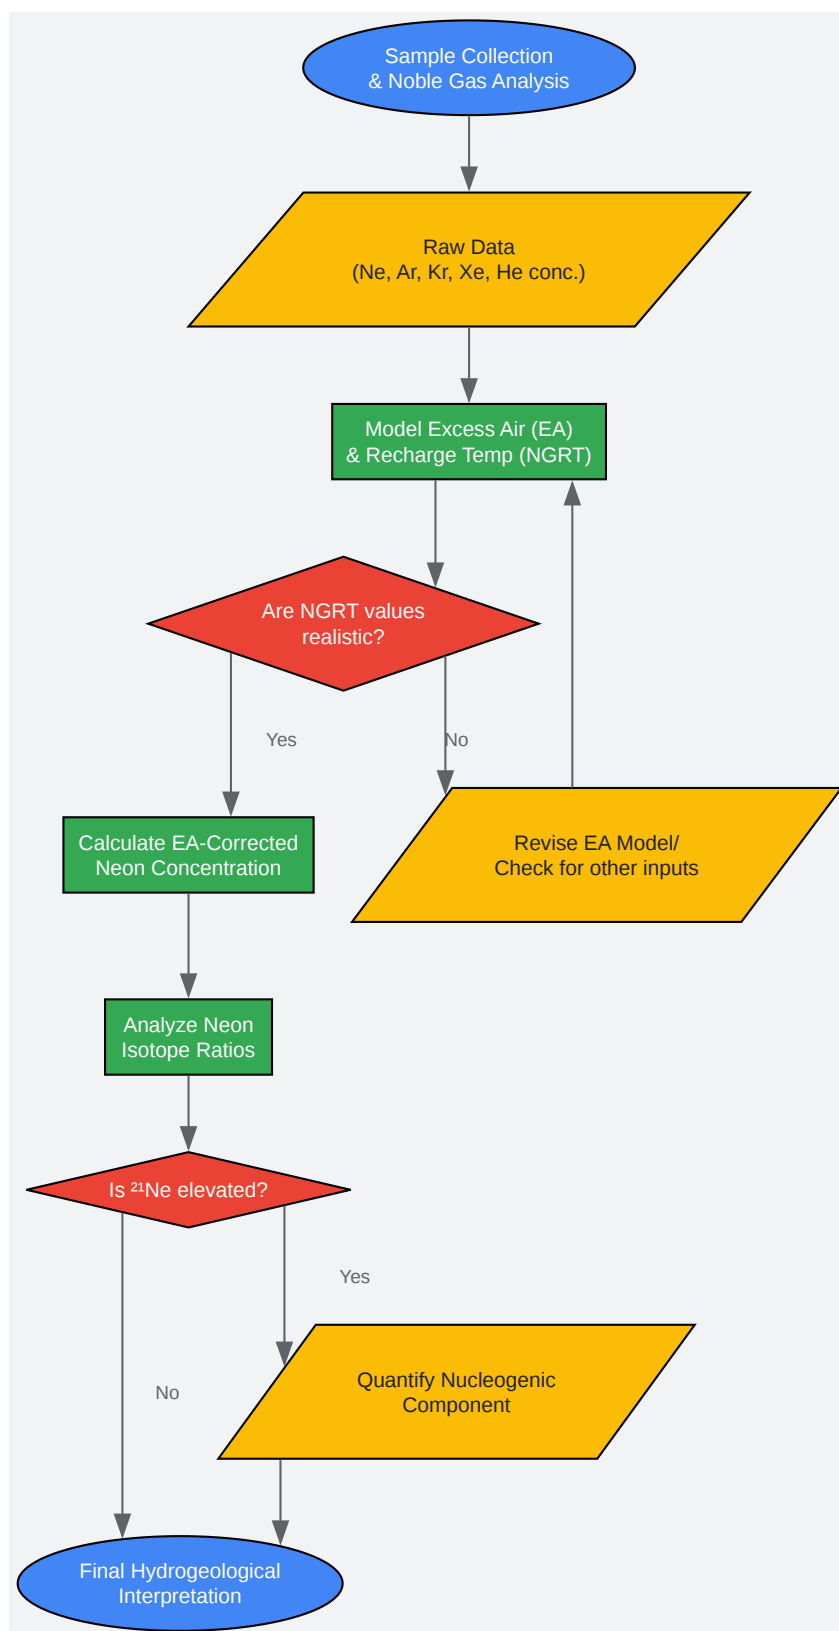 Sample Collection
& Noble Gas Analysis
Raw Data
(Ne, Ar, Kr, Xe, He conc.)
Model Excess Air (EA)
& Recharge Temp (NGRT)
Are NGRT values
realistic?
Yes
No
Calculate EA-Corrected
Neon Concentration
Revise EA Model/
Check for other inputs
Analyze Neon
Isotope Ratios
Is ²¹Ne elevated?
Yes
Quantify Nucleogenic
Component
No
Final Hydrogeological
Interpretation